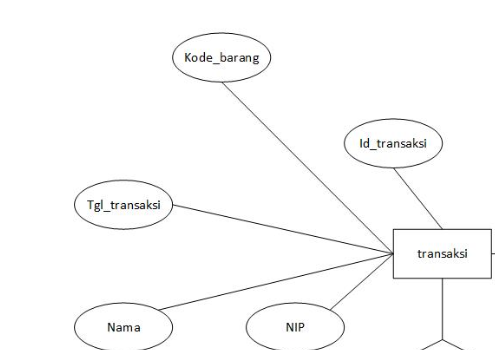 Kode_barang
Id_transaksi
Tgl_transaksi
transaksi
Nama
NIP